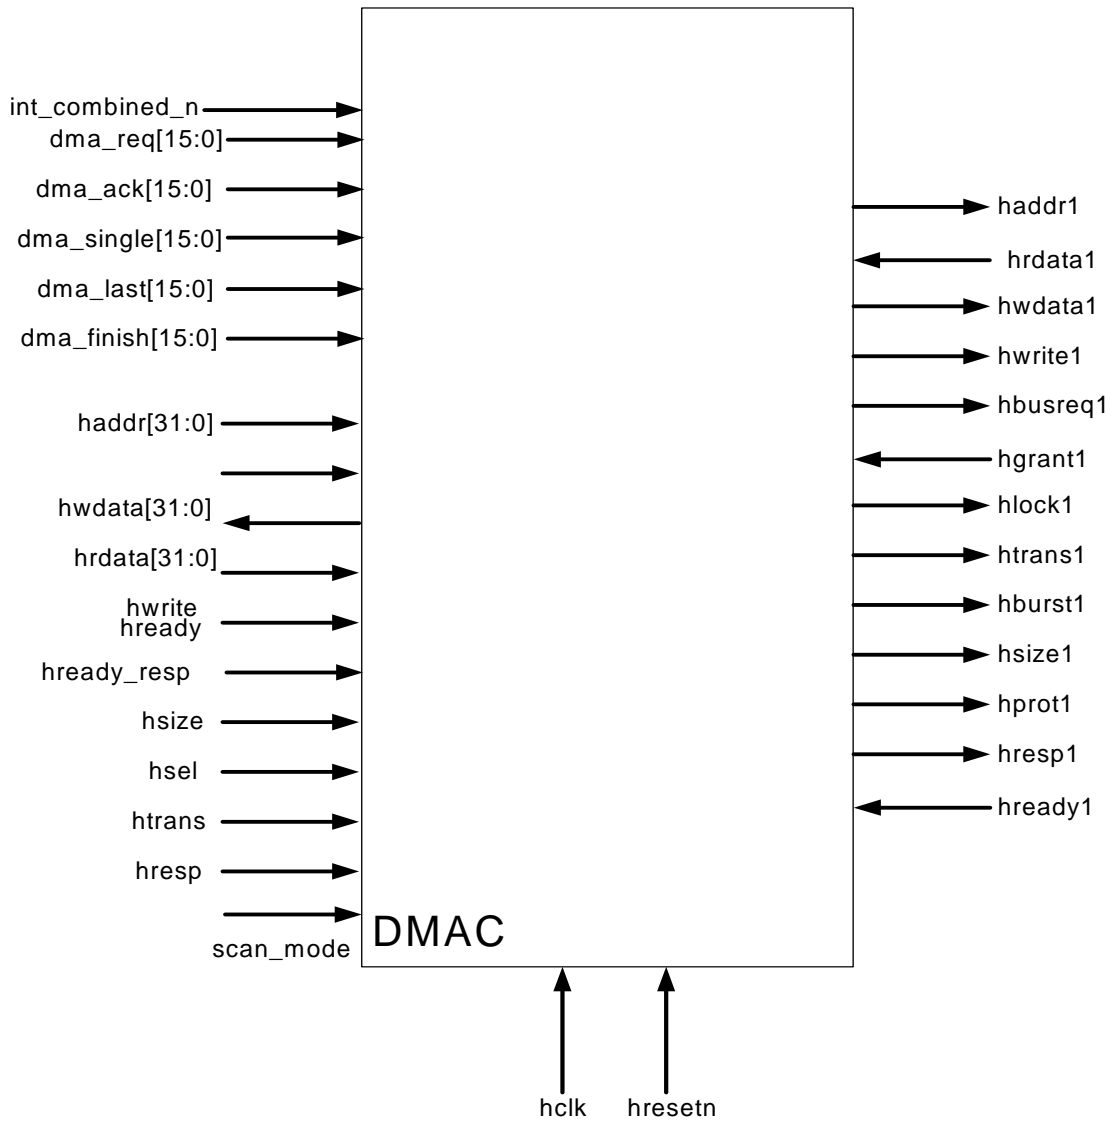 int_combined_n
dma_req[15:0]
dma_ack[15:0]
dma_single[15:0]
dma_last[15:0]
dma_finish[15:0]
haddr[31:0]
hwdata[31:0]
hrdata[31:0]
hwrite
hready
hready_resp
hsize
hsel
htrans
hresp
scan_mode
DMAC
haddr1
hrdata1
hwdata1
hwrite1
hbusreq1
hgrant1
hlock1
htrans1
hburst1
hsize1
hprot1
hresp1
hready1
hclk
hresetn